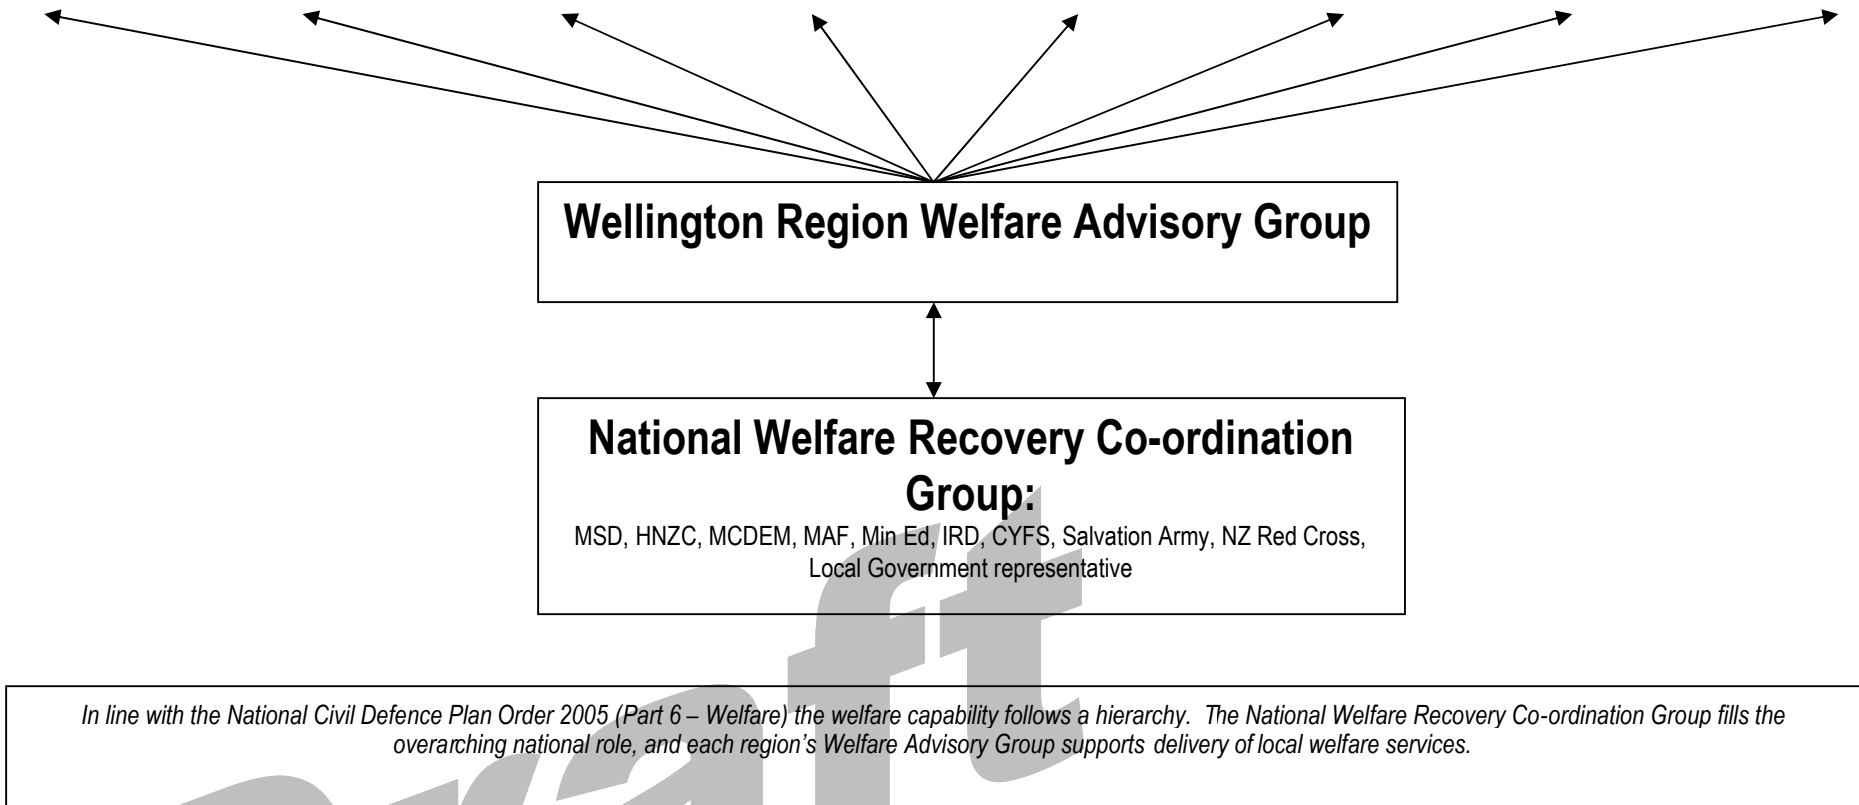 Wellington Region Welfare Advisory Group
National Welfare Recovery Co-ordination
Group:
MSD, HNZC, MCDEM, MAF, Min Ed, IRD, CYFS, Salvation Army, NZ Red Cross,
Local Government representative
In line with the National Civil Defence Plan Order 2005 (Part 6 – Welfare) the welfare capability follows a hierarchy. The National Welfare Recovery Co-ordination Group fills the
overarching national role, and each region's Welfare Advisory Group supports delivery of local welfare services.
raft